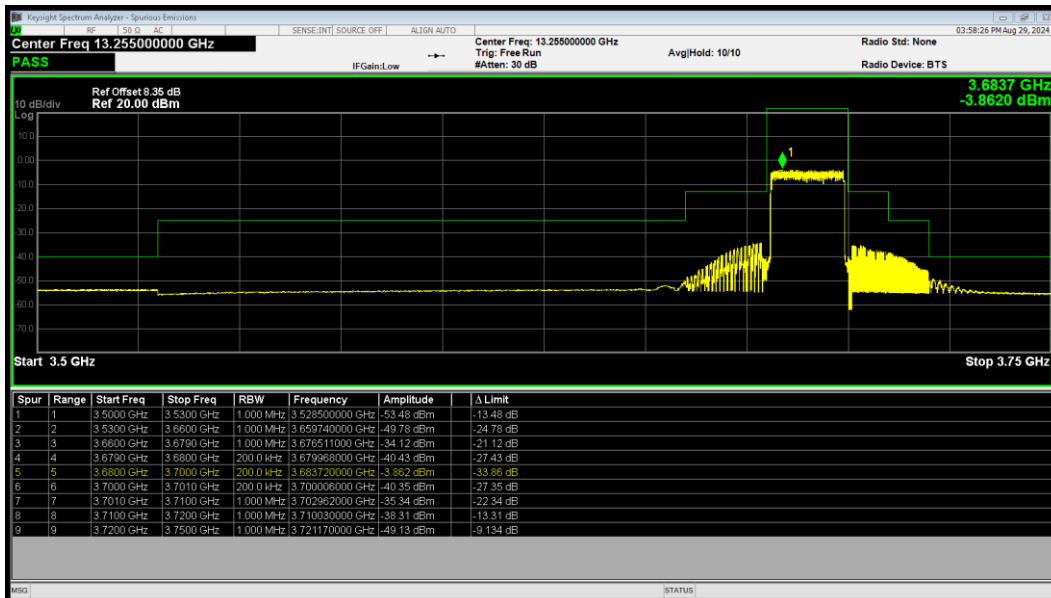 Keysight Spectrum Analyzer - Spurious Emissions
RF 50 Ω AC SENSE:INT SOURCE OFF ALIGN AUTO 03:58:26 PM Aug 29, 2024
Center Freq 13.255000000 GHz Center Freq: 13.255000000 GHz Radio Std: None
Trig: Free Run Avg|Hold: 10/10
PASS IFGain:Low #Atten: 30 dB Radio Device: BTS
3.6837 GHz
-3.8620 dBm
Ref Offset 8.35 dB
10 dB/div Ref 20.00 dBm
Log
10.0
0.00
-10.0
-20.0
-30.0
-40.0
-50.0
-60.0
-70.0
1
Start 3.5 GHz Stop 3.75 GHz
Spur Range Start Freq Stop Freq RBW Frequency Amplitude Δ Limit
1 1 3.5000 GHz 3.5300 GHz 1.000 MHz 3.528500000 GHz -53.48 dBm -13.48 dB
2 2 3.5300 GHz 3.6600 GHz 1.000 MHz 3.659740000 GHz -49.78 dBm -24.78 dB
3 3 3.6600 GHz 3.6790 GHz 1.000 MHz 3.676511000 GHz -34.12 dBm -21.12 dB
4 4 3.6790 GHz 3.6800 GHz 200.0 kHz 3.679968000 GHz -40.43 dBm -27.43 dB
5 5 3.6800 GHz 3.7000 GHz 200.0 kHz 3.683720000 GHz -3.862 dBm -33.86 dB
6 6 3.7000 GHz 3.7010 GHz 200.0 kHz 3.700006000 GHz -40.35 dBm -27.35 dB
7 7 3.7010 GHz 3.7100 GHz 1.000 MHz 3.702962000 GHz -35.34 dBm -22.34 dB
8 8 3.7100 GHz 3.7200 GHz 1.000 MHz 3.710030000 GHz -38.31 dBm -13.31 dB
9 9 3.7200 GHz 3.7500 GHz 1.000 MHz 3.721170000 GHz -49.13 dBm -9.134 dB
MSG STATUS